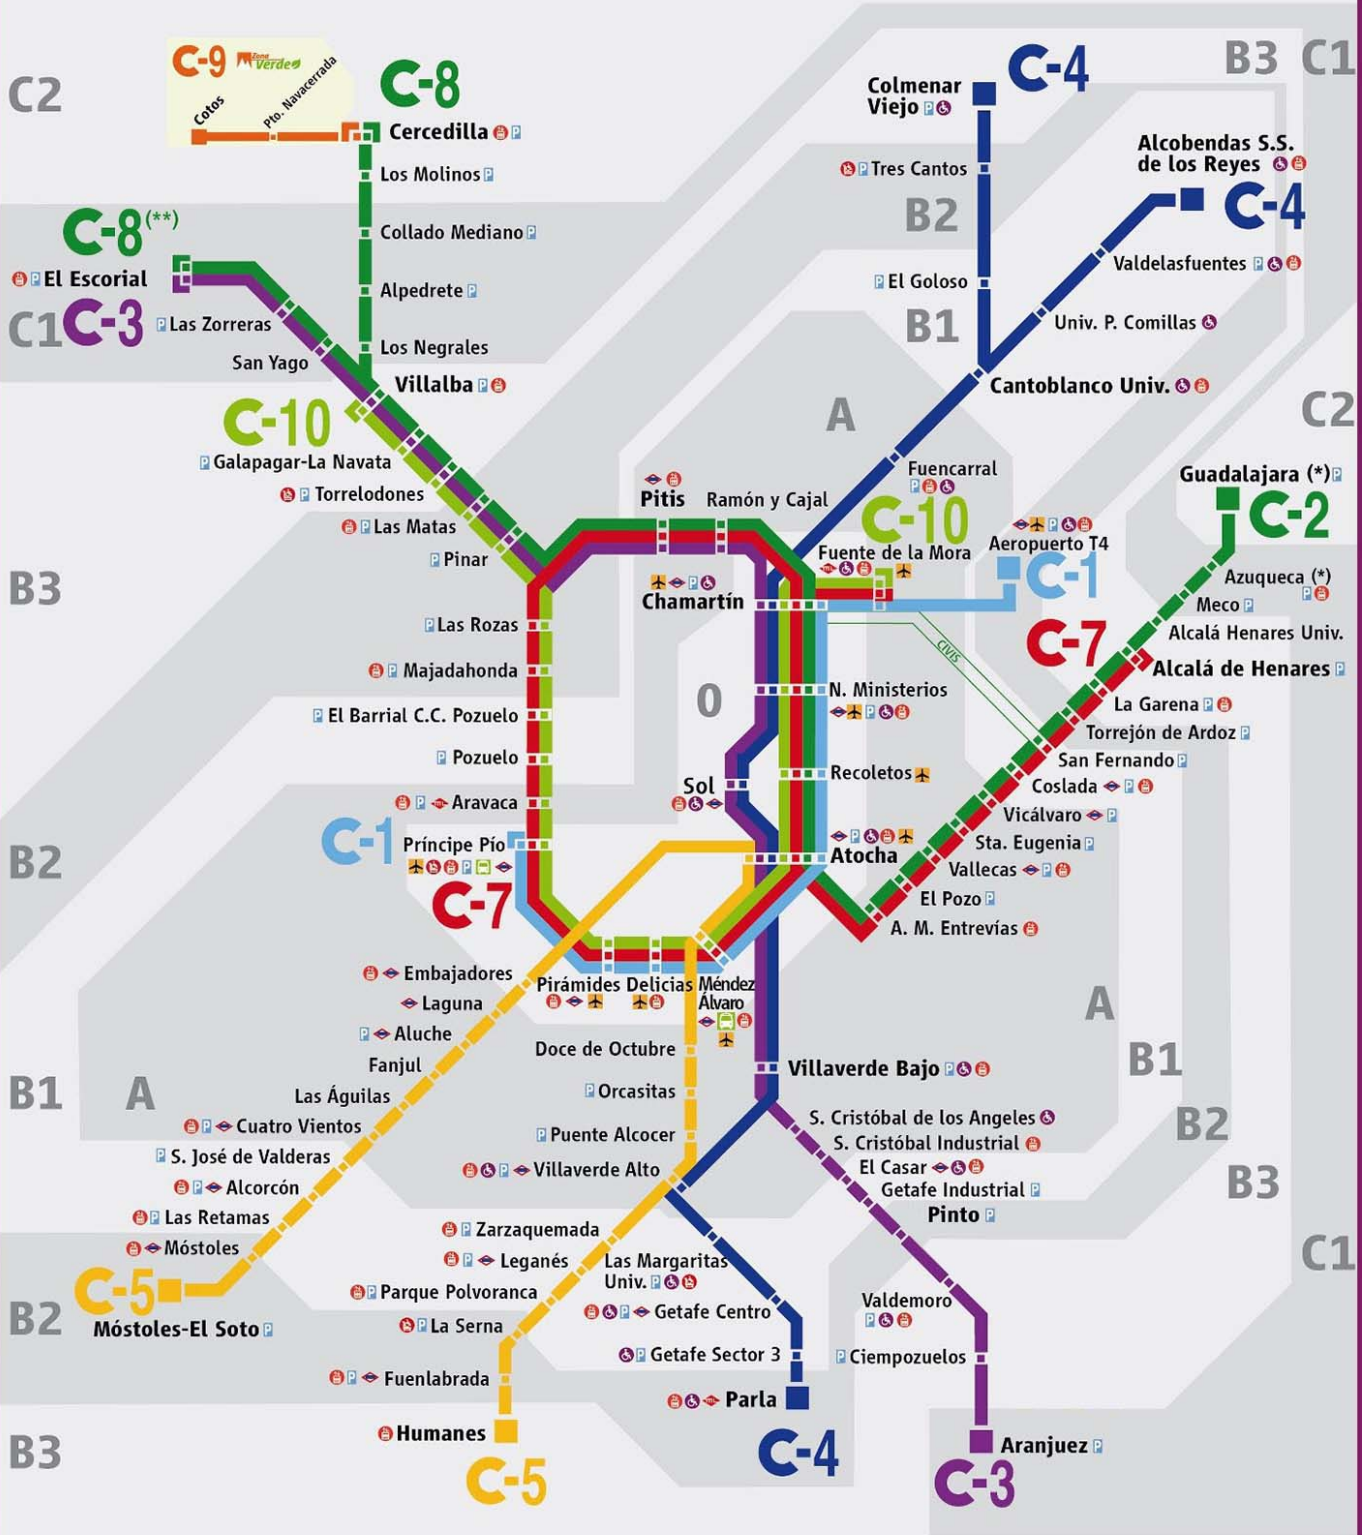 C-9
Zona
Verde
Cotos
Pto. Navacerrada
C-8
Cercedilla
Los Molinos
Collado Mediano
Alpedrete
Los Negrales
Villalba
C-8(**)
El Escorial
C-3
Las Zorreras
San Yago
C-10
Galapagar-La Navata
Torrelodones
Las Matas
Pinar
Las Rozas
Majadahonda
El Barrial C.C. Pozuelo
Pozuelo
Aravaca
C-1
Príncipe Pío
C-7
Pitis
Ramón y Cajal
Colmenar
Viejo
C-4
Tres Cantos
El Goloso
Alcobendas S.S.
de los Reyes
C-4
Valdelasfuentes
Univ. P. Comillas
Cantoblanco Univ.
Fuencarral
C-10
Fuente de la Mora
Aeropuerto T4
C-1
Chamartín
N. Ministerios
Recoletos
Sol
Atocha
CIVIS
Guadalajara (*)
C-2
Azuqueca (*)
Meco
Alcalá Henares Univ.
C-7
Alcalá de Henares
La Garena
Torrejón de Ardoz
San Fernando
Coslada
Vicálvaro
Sta. Eugenia
Vallecas
El Pozo
A. M. Entrevías
Pirámides
Delicias
Méndez
Álvaro
Embajadores
Laguna
Aluche
Fanjul
Las Águilas
Cuatro Vientos
S. José de Valderas
Alcorcón
Las Retamas
Móstoles
C-5
Móstoles-El Soto
Doce de Octubre
Orcasitas
Puente Alcocer
Villaverde Alto
Zarzaquemada
Leganés
Parque Polvoranca
La Serna
Fuenlabrada
Humanes
C-5
Villaverde Bajo
Las Margaritas
Univ.
Getafe Centro
Getafe Sector 3
Parla
C-4
S. Cristóbal de los Angeles
S. Cristóbal Industrial
El Casar
Getafe Industrial
Pinto
Valdemoro
Ciempozuelos
Aranjuez
C-3
C2
C1
B3
B2
B1
A
B2
B3
B3
C1
B2
B1
A
C2
0
A
B1
B2
B3
C1